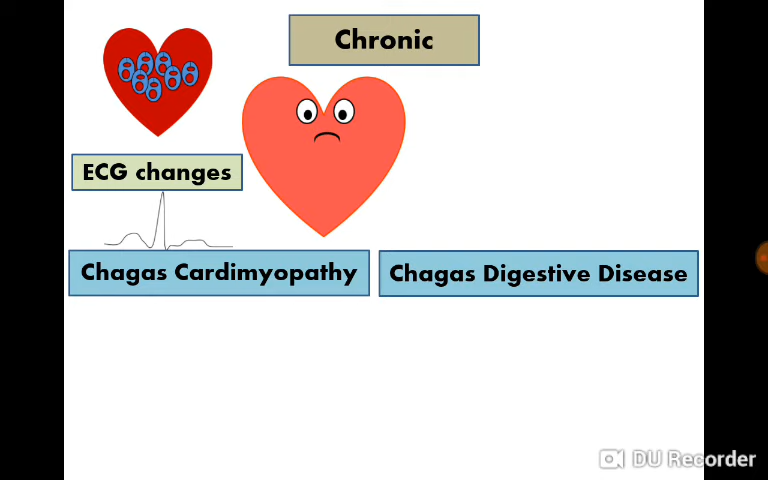 Chronic
ECG changes
Chagas Cardimyopathy
Chagas Digestive Disease
DU Recorder